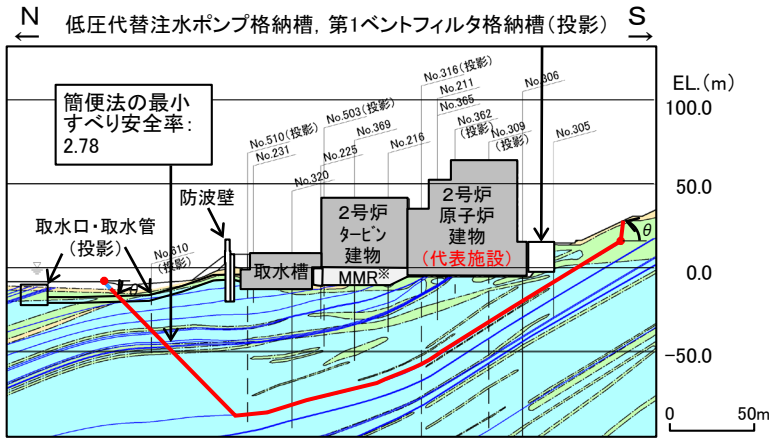 N
低圧代替注水ポンプ格納槽，第1ベントフィルタ格納槽(投影)
S
EL.(m)
100.0
50.0
0.0
−50.0
0
50m
簡便法の最小
すべり安全率：
2.78
No.510(投影)
No.231
No.320
No.503(投影)
No.225
No.369
No.216
No.316(投影)
No.211
No.365
No.362
(投影)
No.309
(投影)
No.306
No.305
防波壁
取水口・取水管
(投影)
No.610
(投影)
取水槽
2号炉
タービン
建物
MMR※
2号炉
原子炉
建物
(代表施設)
θ
θ